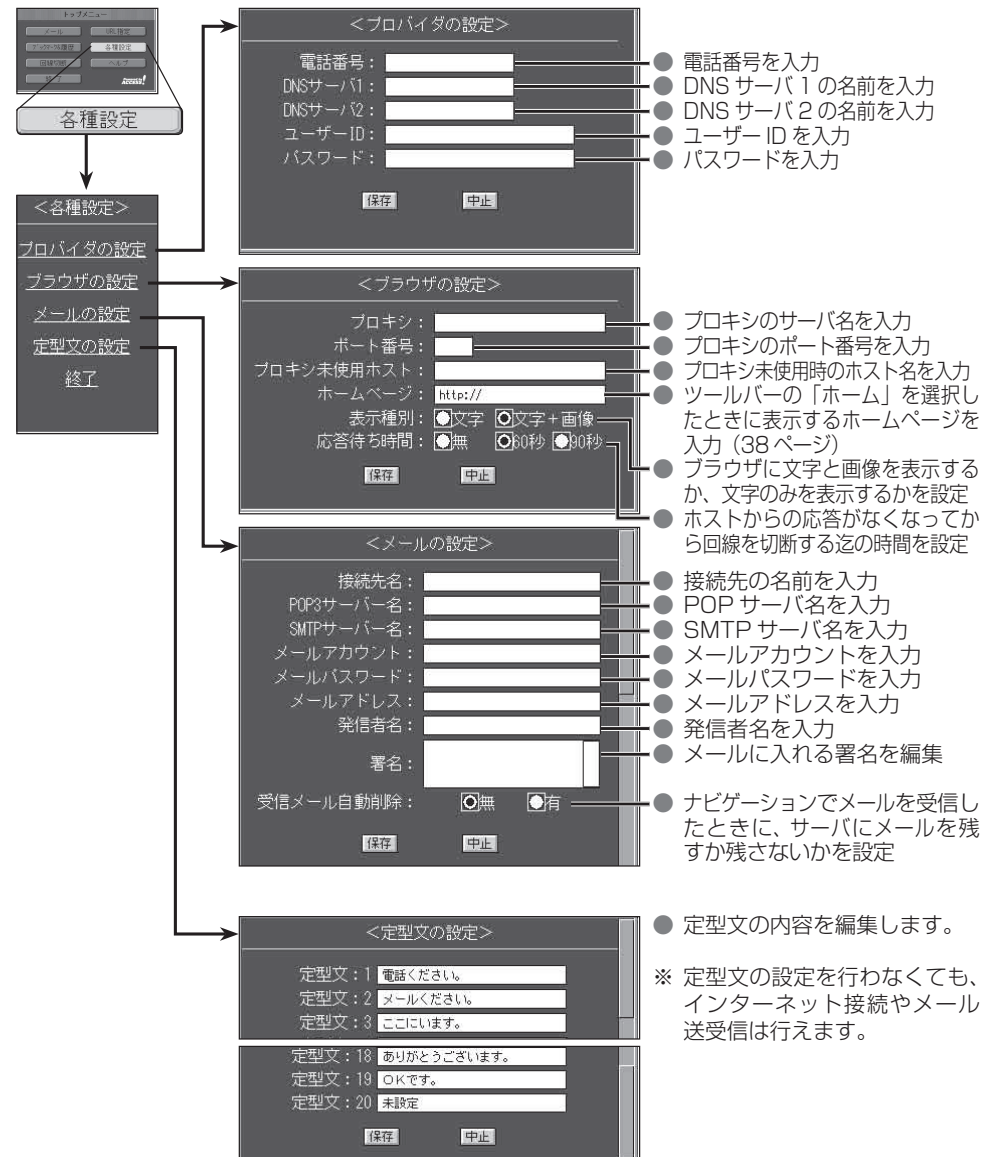 トップメニュー
メール
URL指定
各種設定
回線切断
ヘルプ
終了
各種設定
＜各種設定＞
プロバイダの設定
ブラウザの設定
メールの設定
定型文の設定
終了
＜プロバイダの設定＞
電話番号：
DNSサーバ1：
DNSサーバ2：
ユーザーID：
パスワード：
保存 中止
● 電話番号を入力
● DNS サーバ 1 の名前を入力
● DNS サーバ 2 の名前を入力
● ユーザー ID を入力
● パスワードを入力
＜ブラウザの設定＞
プロキシ：
ポート番号：
プロキシ未使用ホスト：
ホームページ：http://
表示種別：文字 文字＋画像
応答待ち時間：無 60秒 90秒
保存 中止
● プロキシのサーバ名を入力
● プロキシのポート番号を入力
● プロキシ未使用時のホスト名を入力
● ツールバーの「ホーム」を選択し
たときに表示するホームページを
入力（38 ページ）
● ブラウザに文字と画像を表示する
か、文字のみを表示するかを設定
● ホストからの応答がなくなってか
ら回線を切断する迄の時間を設定
＜メールの設定＞
接続先名：
POP3サーバー名：
SMTPサーバー名：
メールアカウント：
メールパスワード：
メールアドレス：
発信者名：
署名：
受信メール自動削除： 無 有
保存 中止
● 接続先の名前を入力
● POP サーバ名を入力
● SMTP サーバ名を入力
● メールアカウントを入力
● メールパスワードを入力
● メールアドレスを入力
● 発信者名を入力
● メールに入れる署名を編集
● ナビゲーションでメールを受信し
たときに、サーバにメールを残
すか残さないかを設定
＜定型文の設定＞
定型文：1 電話ください。
定型文：2 メールください。
定型文：3 ここにいます。
定型文：18 ありがとうございます。
定型文：19 ＯＫです。
定型文：20 未設定
保存 中止
● 定型文の内容を編集します。
※ 定型文の設定を行わなくても、
インターネット接続やメール
送受信は行えます。